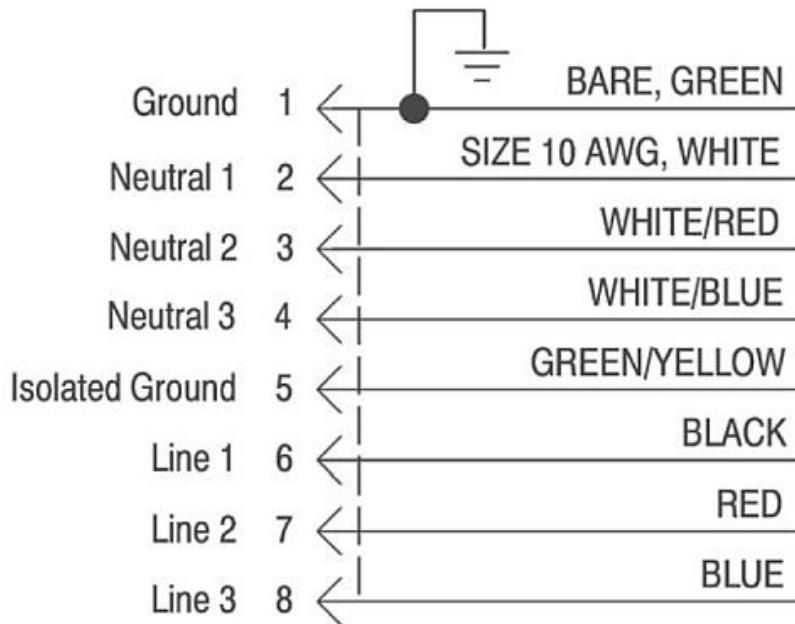 Ground 1 BARE, GREEN
Neutral 1 2 SIZE 10 AWG, WHITE
Neutral 2 3 WHITE/RED
Neutral 3 4 WHITE/BLUE
Isolated Ground 5 GREEN/YELLOW
Line 1 6 BLACK
Line 2 7 RED
Line 3 8 BLUE